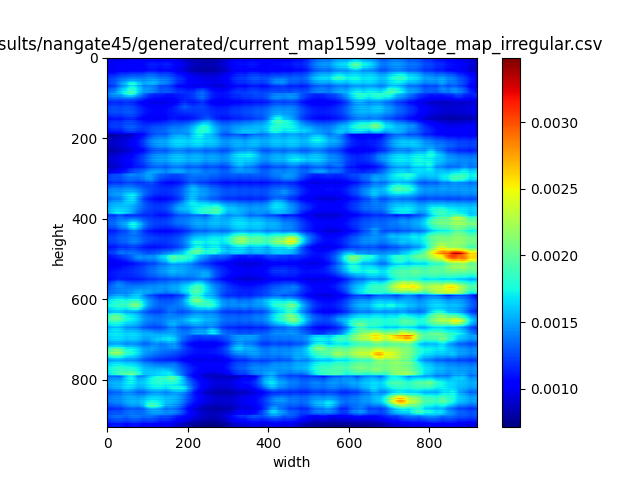 sults/nangate45/generated/current_map1599_voltage_map_irregular.csv
0
200
400
600
800
height
0 200 400 600 800
width
0.0030
0.0025
0.0020
0.0015
0.0010